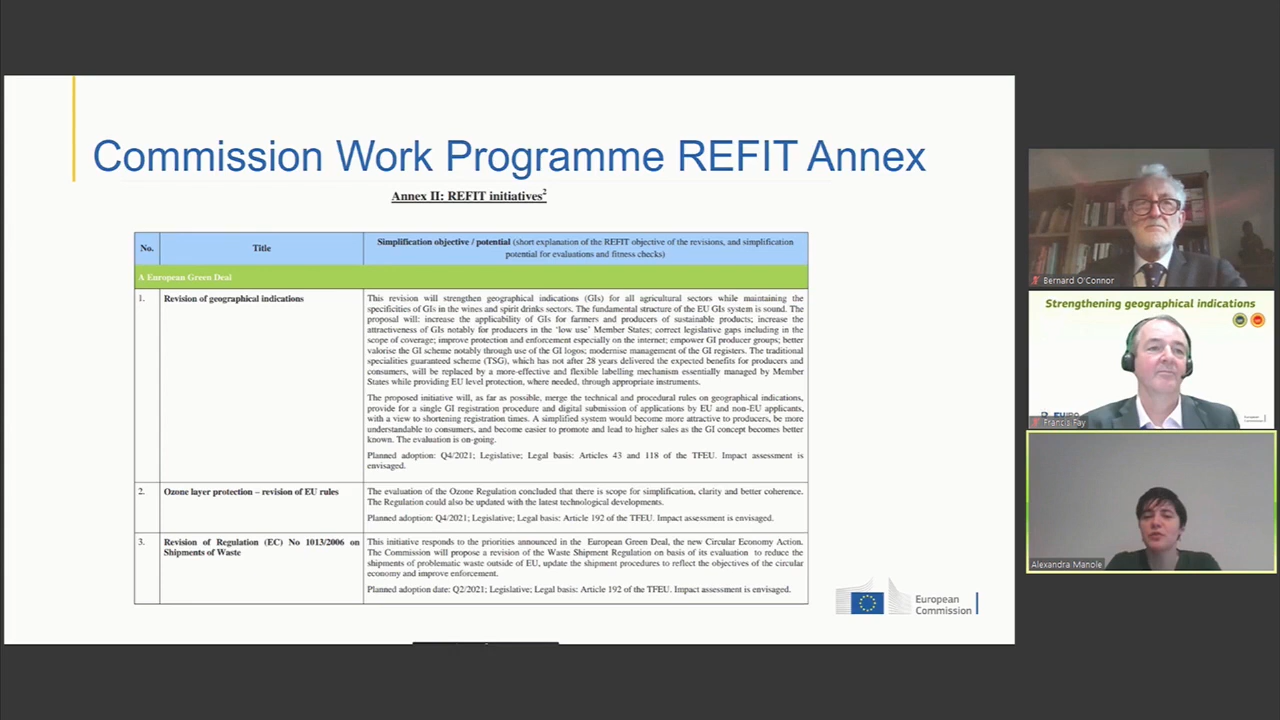 Commission Work Programme REFIT Annex
Annex II: REFIT initiatives2
No.
Title
Simplification objective / potential (short explanation of the REFIT objective of the revisions, and simplification
potential for evaluations and fitness checks)
A European Green Deal
1.
Revision of geographical indications
This revision will strengthen geographical indications (GIs) for all agricultural sectors while maintaining the
specificities of GIs in the wines and spirit drinks sectors. The fundamental structure of the EU GIs system is sound. The
proposal will: increase the applicability of GIs for farmers and producers of sustainable products; increase the
attractiveness of GIs notably for producers in the 'low use' Member States; correct legislative gaps including in the
scope of coverage; improve protection and enforcement especially on the internet; empower GI producer groups; better
valorise the GI scheme notably through use of the GI logos; modernise management of the GI registers. The traditional
specialities guaranteed scheme (TSG), which has not after 28 years delivered the expected benefits for producers and
consumers, will be replaced by a more-effective and flexible labelling mechanism essentially managed by Member
States while providing EU level protection, where needed, through appropriate instruments.
The proposed initiative will, as far as possible, merge the technical and procedural rules on geographical indications,
provide for a single GI registration procedure and digital submission of applications by EU and non-EU applicants,
with a view to shortening registration times. A simplified system would become more attractive to producers, be more
understandable to consumers, and become easier to promote and lead to higher sales as the GI concept becomes better
known. The evaluation is on-going.
Planned adoption: Q4/2021; Legislative; Legal basis: Articles 43 and 118 of the TFEU. Impact assessment is
envisaged.
2.
Ozone layer protection – revision of EU rules
The evaluation of the Ozone Regulation concluded that there is scope for simplification, clarity and better coherence.
The Regulation could also be updated with the latest technological developments.
Planned adoption: Q4/2021; Legislative; Legal basis: Article 192 of the TFEU. Impact assessment is envisaged.
3.
Revision of Regulation (EC) No 1013/2006 on
Shipments of Waste
This initiative responds to the priorities announced in the European Green Deal, the new Circular Economy Action.
The Commission will propose a revision of the Waste Shipment Regulation on basis of its evaluation to reduce the
shipments of problematic waste outside of EU, update the shipment procedures to reflect the objectives of the circular
economy and improve enforcement.
Planned adoption date: Q2/2021; Legislative; Legal basis: Article 192 of the TFEU. Impact assessment is envisaged.
European
Commission
Bernard O'Connor
Strengthening geographical indications
Francis Fay
Alexandra Manole